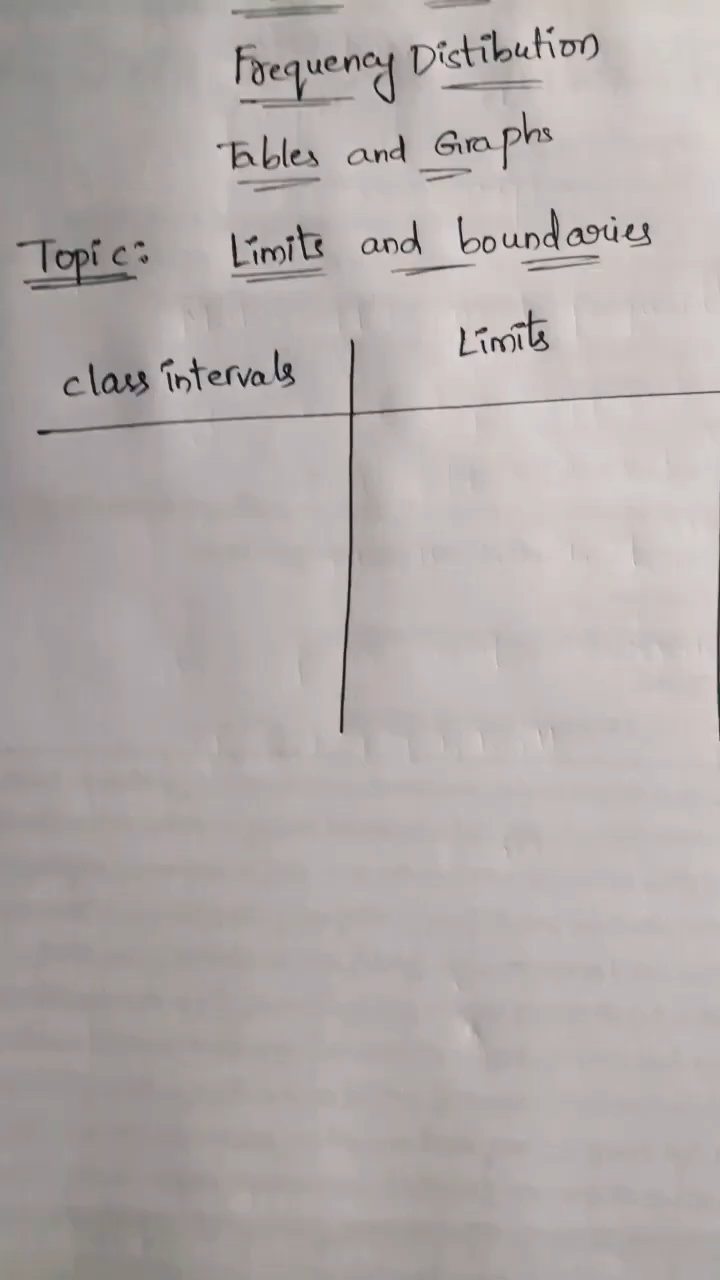 Frequency Distibution
Tables and Graphs
Topic: Limits and boundaries
class intervals
Limits